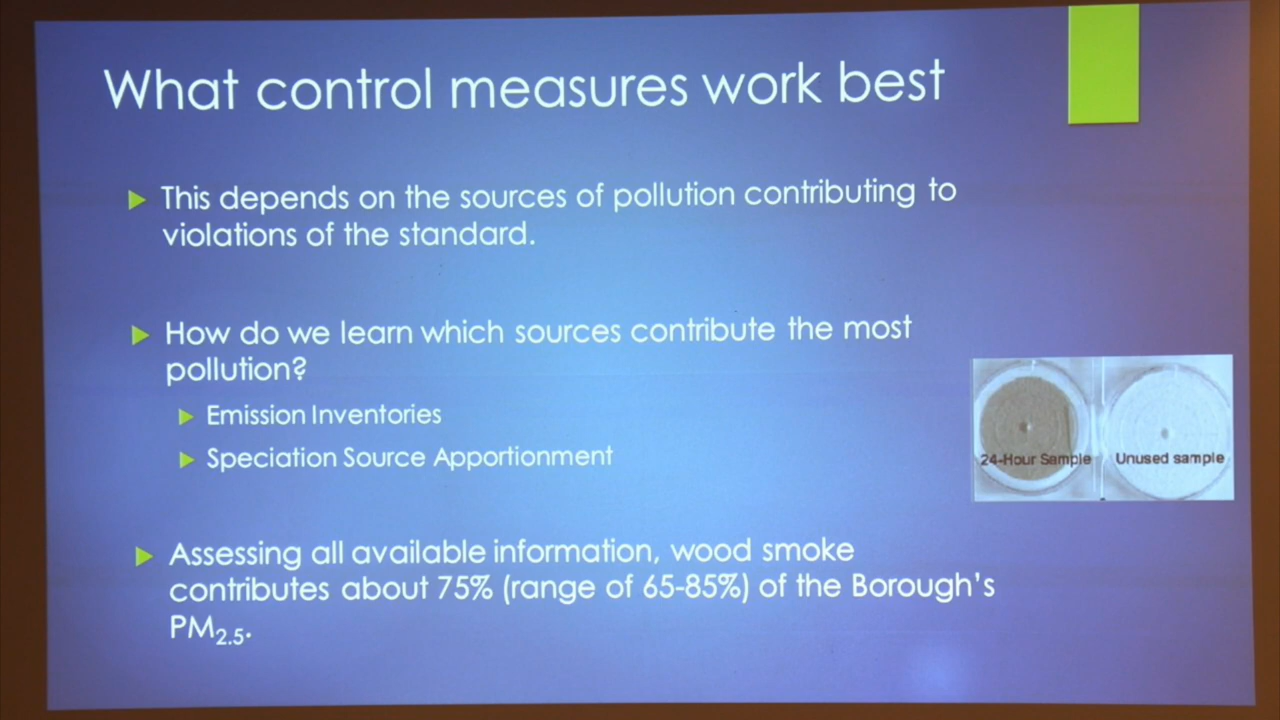 What control measures work best
This depends on the sources of pollution contributing to
violations of the standard.
How do we learn which sources contribute the most
pollution?
Emission Inventories
Speciation Source Apportionment
24-Hour Sample
Unused sample
Assessing all available information, wood smoke
contributes about 75% (range of 65-85%) of the Borough's
PM2.5.